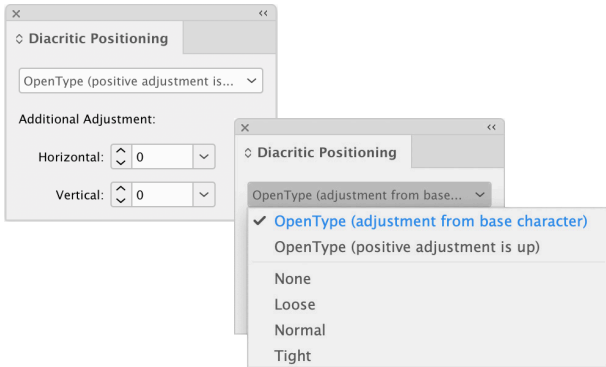 Diacritic Positioning
OpenType (positive adjustment is...
Additional Adjustment:
Horizontal: 0
Vertical: 0
Diacritic Positioning
OpenType (adjustment from base...
✓ OpenType (adjustment from base character)
OpenType (positive adjustment is up)
None
Loose
Normal
Tight